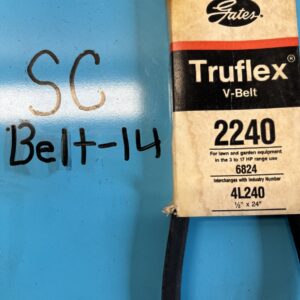 SC
Belt-14
Gates
Truflex®
V-Belt
2240
For lawn and garden equipment
in the 3 to 17 HP range use
6824
Interchanges with Industry Number
4L240
½" x 24"